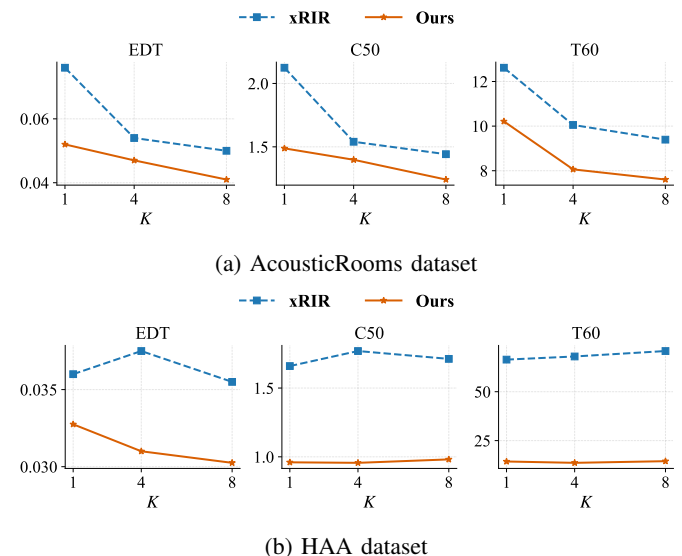 xRIR Ours
EDT C50 T60
0.06
0.04
1 4 8
K
2.0
1.5
1 4 8
K
12
10
8
1 4 8
K
(a) AcousticRooms dataset
xRIR Ours
EDT C50 T60
0.035
0.030
1 4 8
K
1.5
1.0
1 4 8
K
50
25
1 4 8
K
(b) HAA dataset